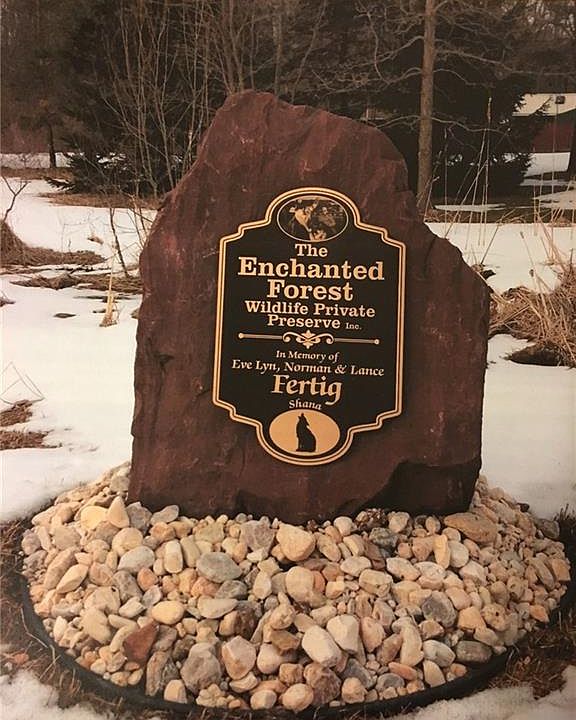 The
Enchanted
Forest
Wildlife Private
Preserve Inc.
In Memory of
Eve Lyn, Norman & Lance
Fertig
Shana